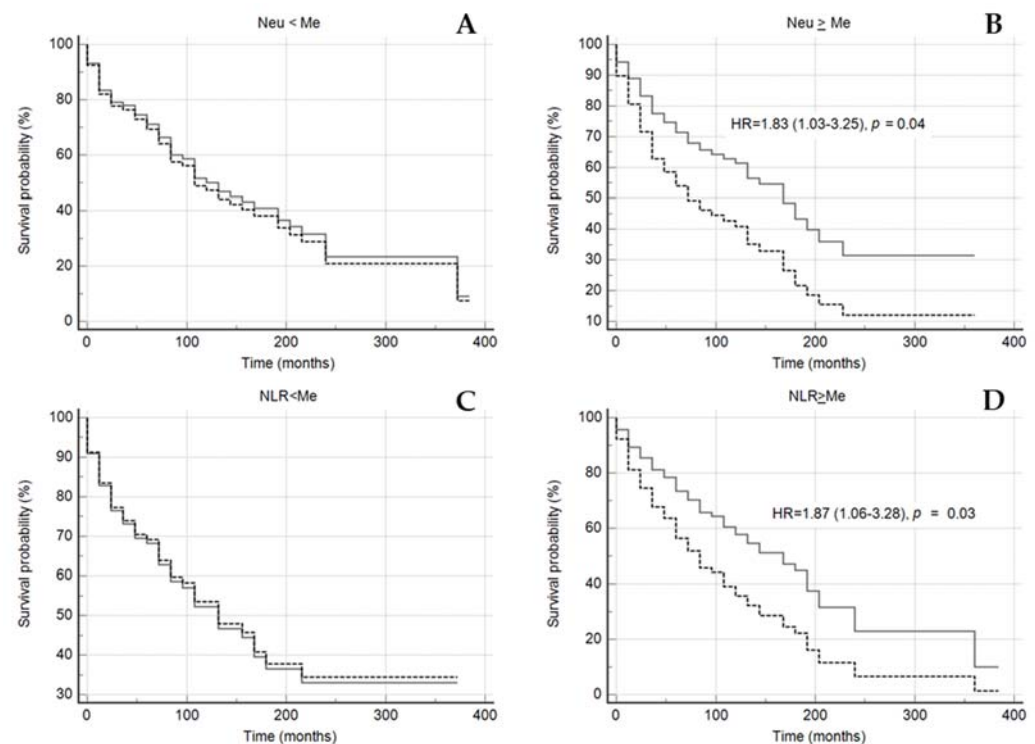 Neu < Me
A
Survival probability (%)
100
80
60
40
20
0
0 100 200 300 400
Time (months)
Neu ≥ Me
B
Survival probability (%)
100
90
80
70
60
50
40
30
20
10
HR=1.83 (1.03-3.25), p = 0.04
0 100 200 300 400
Time (months)
NLR<Me
C
Survival probability (%)
100
90
80
70
60
50
40
30
0 100 200 300 400
Time (months)
NLR≥Me
D
Survival probability (%)
100
80
60
40
20
0
HR=1.87 (1.06-3.28), p = 0.03
0 100 200 300 400
Time (months)